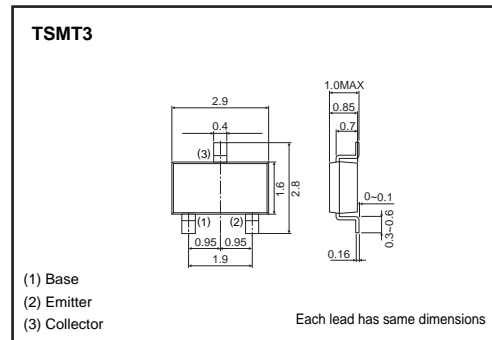 TSMT3
1.0MAX
2.9
0.85
0.4
0.7
(3)
1.6
2.8
0~0.1
(1)
(2)
0.3~0.6
0.95
0.95
0.16
1.9
(1) Base
(2) Emitter
(3) Collector
Each lead has same dimensions